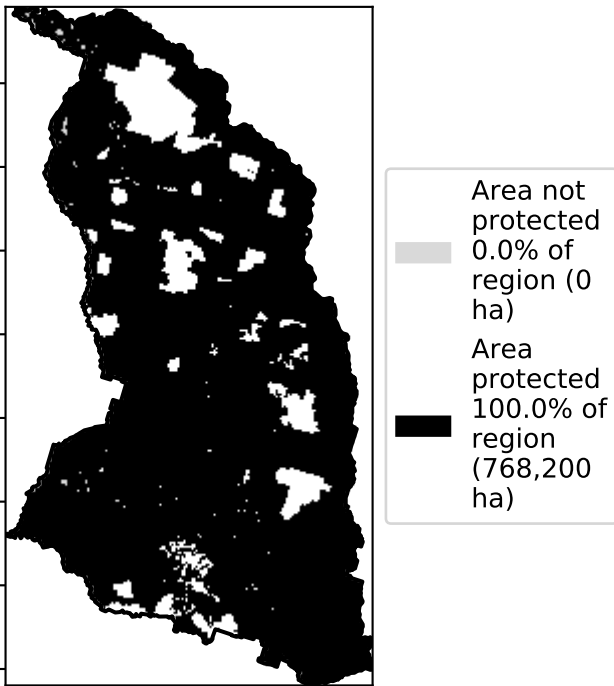 Area not
protected
0.0% of
region (0
ha)
Area
protected
100.0% of
region
(768,200
ha)